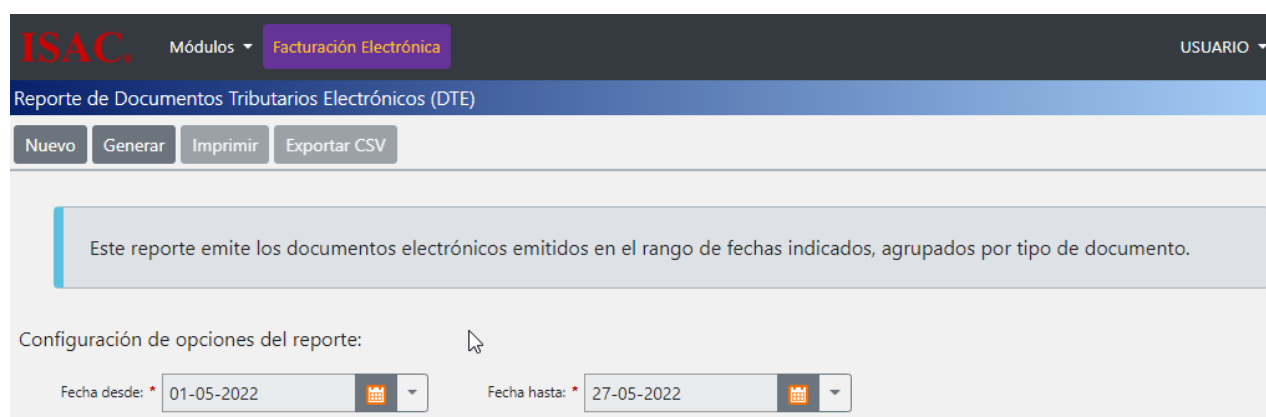 ISAC® Módulos Facturación Electrónica USUARIO
Reporte de Documentos Tributarios Electrónicos (DTE)
Nuevo Generar Imprimir Exportar CSV
Este reporte emite los documentos electrónicos emitidos en el rango de fechas indicados, agrupados por tipo de documento.
Configuración de opciones del reporte:
Fecha desde: * 01-05-2022 Fecha hasta: * 27-05-2022